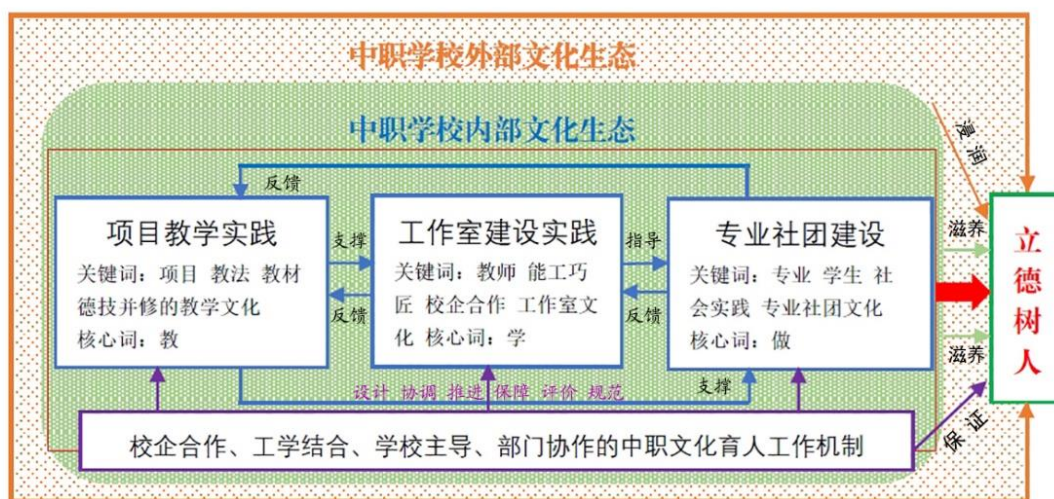 中职学校外部文化生态
中职学校内部文化生态
浸润
反馈
项目教学实践
关键词：项目 教法 教材
德技并修的教学文化
核心词：教
支撑
反馈
工作室建设实践
关键词：教师 能工巧
匠 校企合作 工作室文
化 核心词：学
指导
反馈
专业社团建设
关键词：专业 学生 社
会实践 专业社团文化
核心词：做
滋养
滋养
立德树人
设计 协调 推进 保障 评价 规范
支撑
保证
校企合作、工学结合、学校主导、部门协作的中职文化育人工作机制